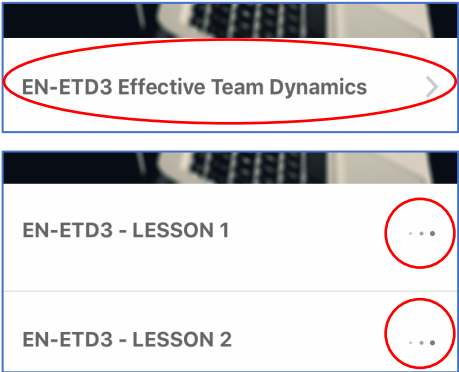 EN-ETD3 Effective Team Dynamics
EN-ETD3 - LESSON 1
EN-ETD3 - LESSON 2